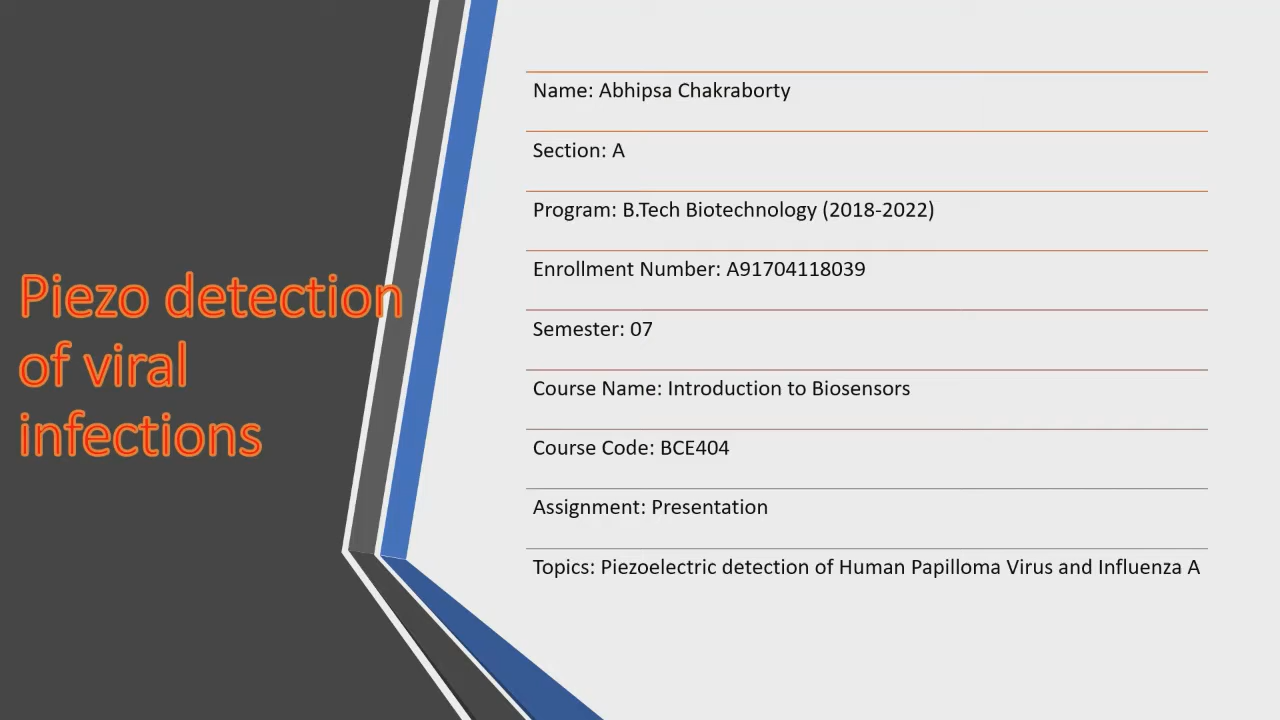 Piezo detection
of viral
infections
Name: Abhipsa Chakraborty
Section: A
Program: B.Tech Biotechnology (2018-2022)
Enrollment Number: A91704118039
Semester: 07
Course Name: Introduction to Biosensors
Course Code: BCE404
Assignment: Presentation
Topics: Piezoelectric detection of Human Papilloma Virus and Influenza A